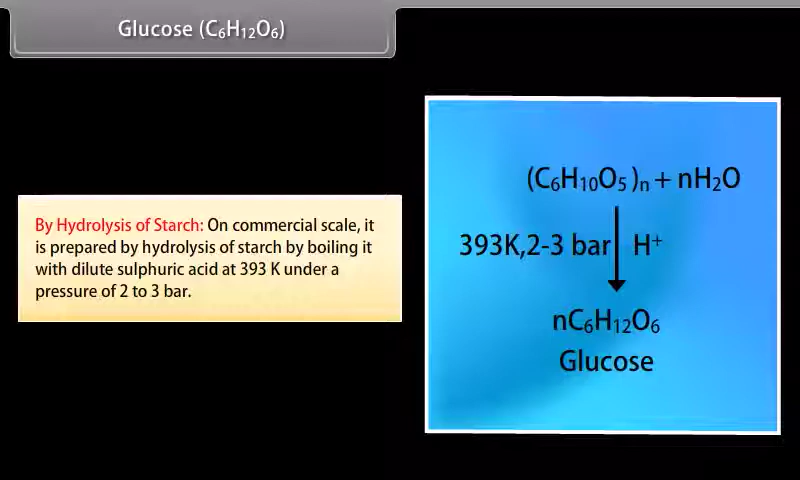 Glucose (C₆H₁₂O₆)
By Hydrolysis of Starch: On commercial scale, it
is prepared by hydrolysis of starch by boiling it
with dilute sulphuric acid at 393 K under a
pressure of 2 to 3 bar.
(C₆H₁₀O₅)ₙ + nH₂O
393K,2-3 bar H⁺
nC₆H₁₂O₆
Glucose